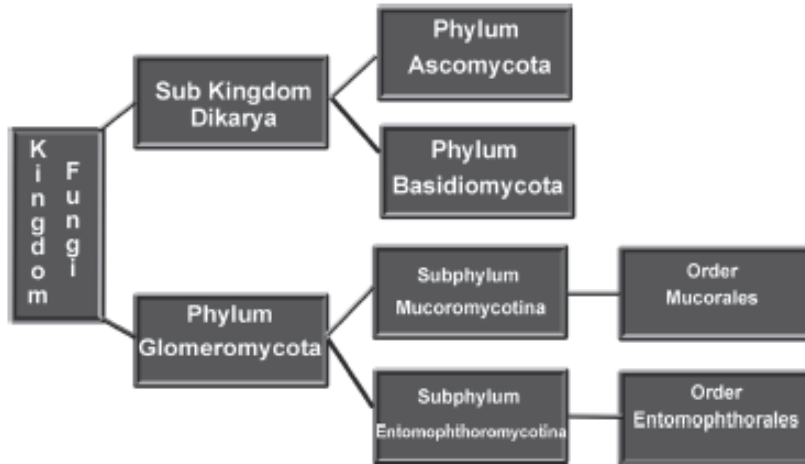 Kingdom
Fungi
Sub Kingdom
Dikarya
Phylum
Ascomycota
Phylum
Basidiomycota
Phylum
Glomeromycota
Subphylum
Mucoromycotina
Order
Mucorales
Subphylum
Entomophthoromycotina
Order
Entomophthorales